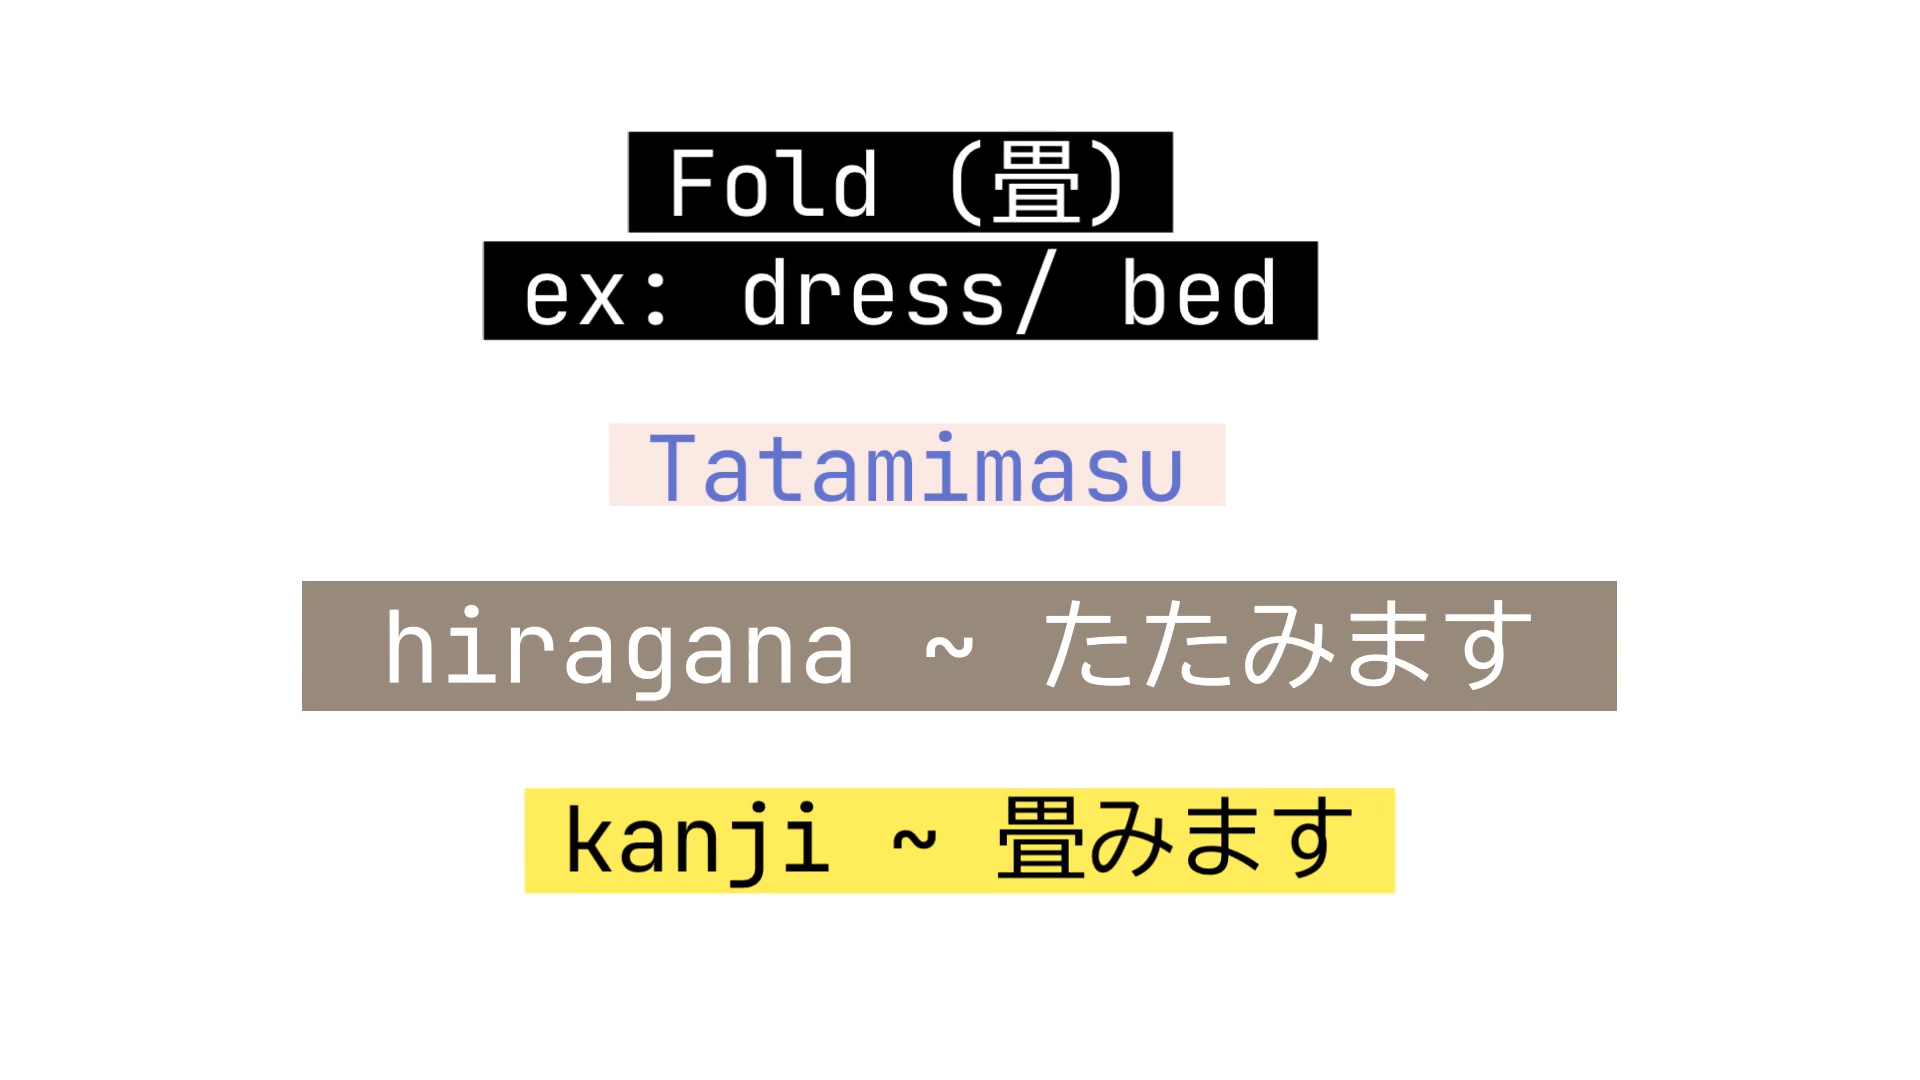 Fold (畳)
ex: dress/ bed
Tatamimasu
hiragana ~ たたみます
kanji ~ 畳みます